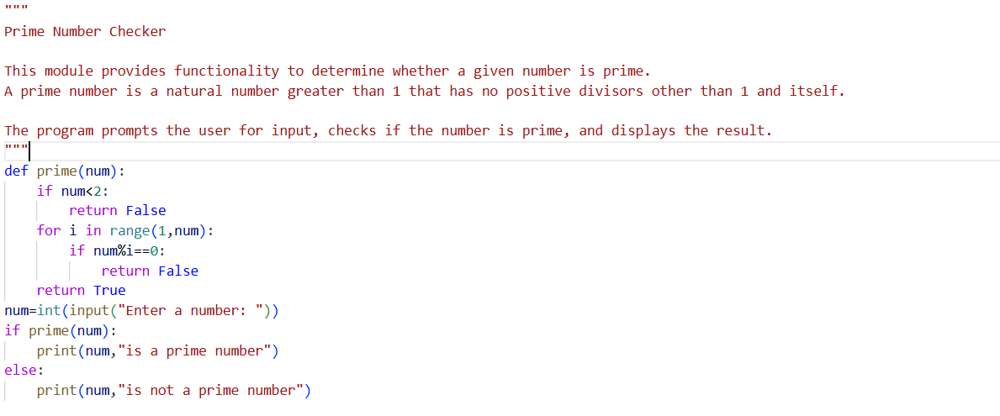 """
Prime Number Checker
This module provides functionality to determine whether a given number is prime.
A prime number is a natural number greater than 1 that has no positive divisors other than 1 and itself.
The program prompts the user for input, checks if the number is prime, and displays the result.
"""
def prime(num):
    if num<2:
        return False
    for i in range(1,num):
        if num%i==0:
            return False
    return True
num=int(input("Enter a number: "))
if prime(num):
    print(num,"is a prime number")
else:
    print(num,"is not a prime number")